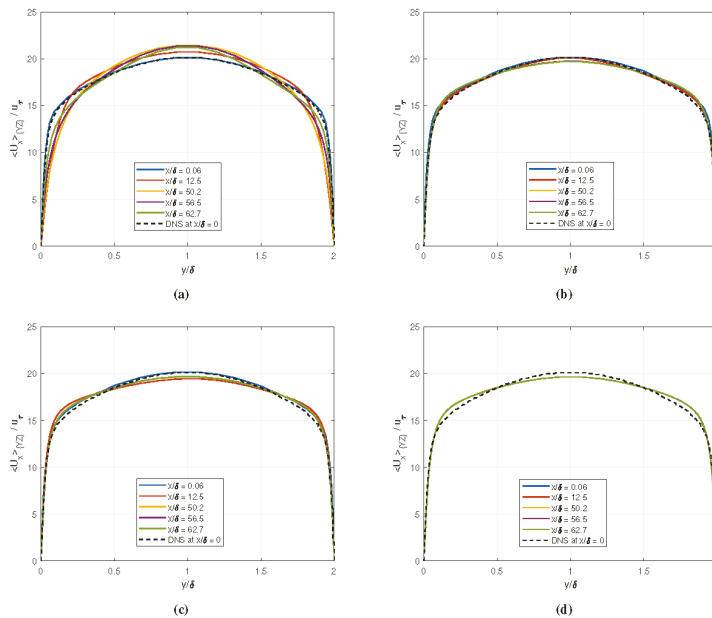 25
20
15
10
5
0
<U_x>_{YZ} / u_τ
x/δ = 0.06
x/δ = 12.5
x/δ = 50.2
x/δ = 56.5
x/δ = 62.7
DNS at x/δ = 0
0 0.5 1 1.5 2
y/δ
(a)
25
20
15
10
5
0
<U_x>_{YZ} / u_τ
x/δ = 0.06
x/δ = 12.5
x/δ = 50.2
x/δ = 56.5
x/δ = 62.7
DNS at x/δ = 0
0 0.5 1 1.5 2
y/δ
(b)
25
20
15
10
5
0
<U_x>_{YZ} / u_τ
x/δ = 0.06
x/δ = 12.5
x/δ = 50.2
x/δ = 56.5
x/δ = 62.7
DNS at x/δ = 0
0 0.5 1 1.5 2
y/δ
(c)
25
20
15
10
5
0
<U_x>_{YZ} / u_τ
x/δ = 0.06
x/δ = 12.5
x/δ = 50.2
x/δ = 56.5
x/δ = 62.7
DNS at x/δ = 0
0 0.5 1 1.5 2
y/δ
(d)